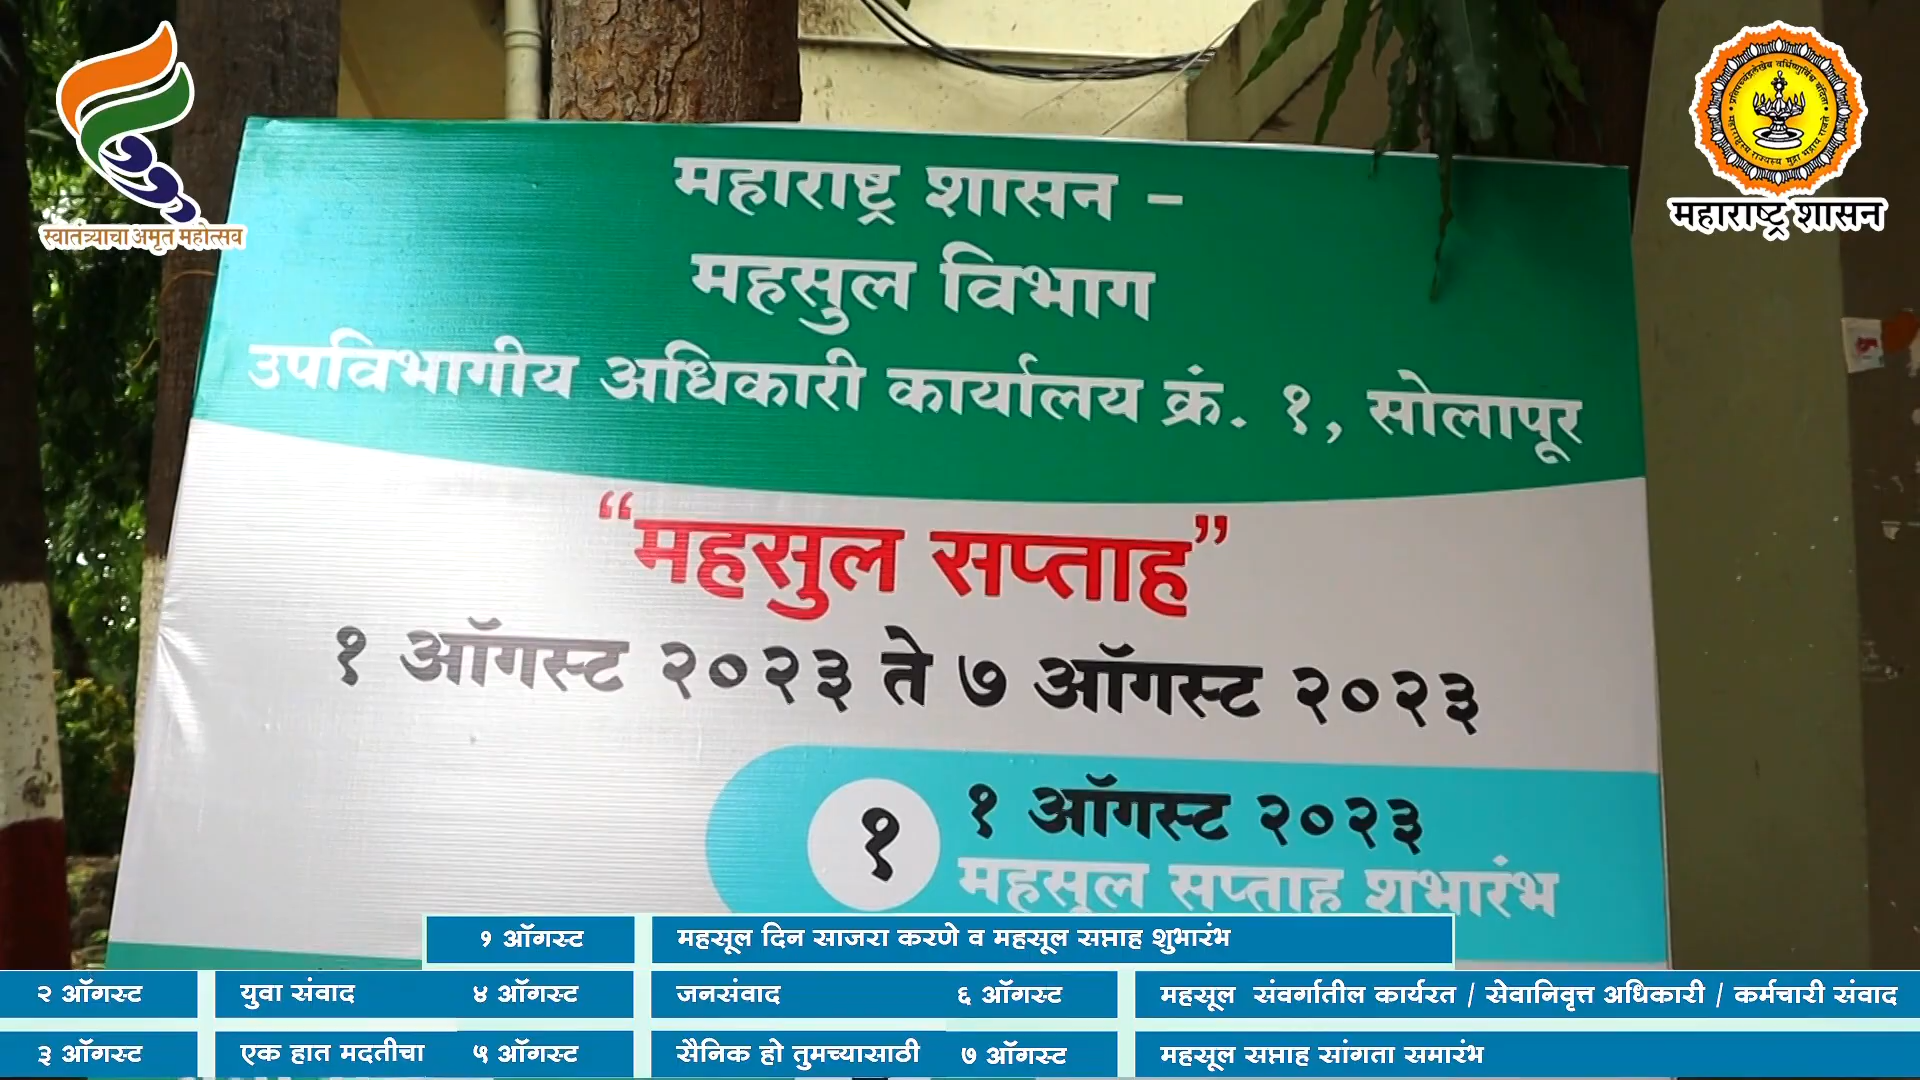 स्वातंत्र्याचा अमृत महोत्सव
महाराष्ट्र शासन
महाराष्ट्र शासन –
महसुल विभाग
उपविभागीय अधिकारी कार्यालय क्रं. १, सोलापूर
“महसुल सप्ताह”
१ ऑगस्ट २०२३ ते ७ ऑगस्ट २०२३
१
१ ऑगस्ट २०२३
महसुल सप्ताह शुभारंभ
१ ऑगस्ट महसूल दिन साजरा करणे व महसूल सप्ताह शुभारंभ
२ ऑगस्ट युवा संवाद ४ ऑगस्ट जनसंवाद ६ ऑगस्ट महसूल संवर्गातील कार्यरत / सेवानिवृत्त अधिकारी / कर्मचारी संवाद
३ ऑगस्ट एक हात मदतीचा ५ ऑगस्ट सैनिक हो तुमच्यासाठी ७ ऑगस्ट महसूल सप्ताह सांगता समारंभ